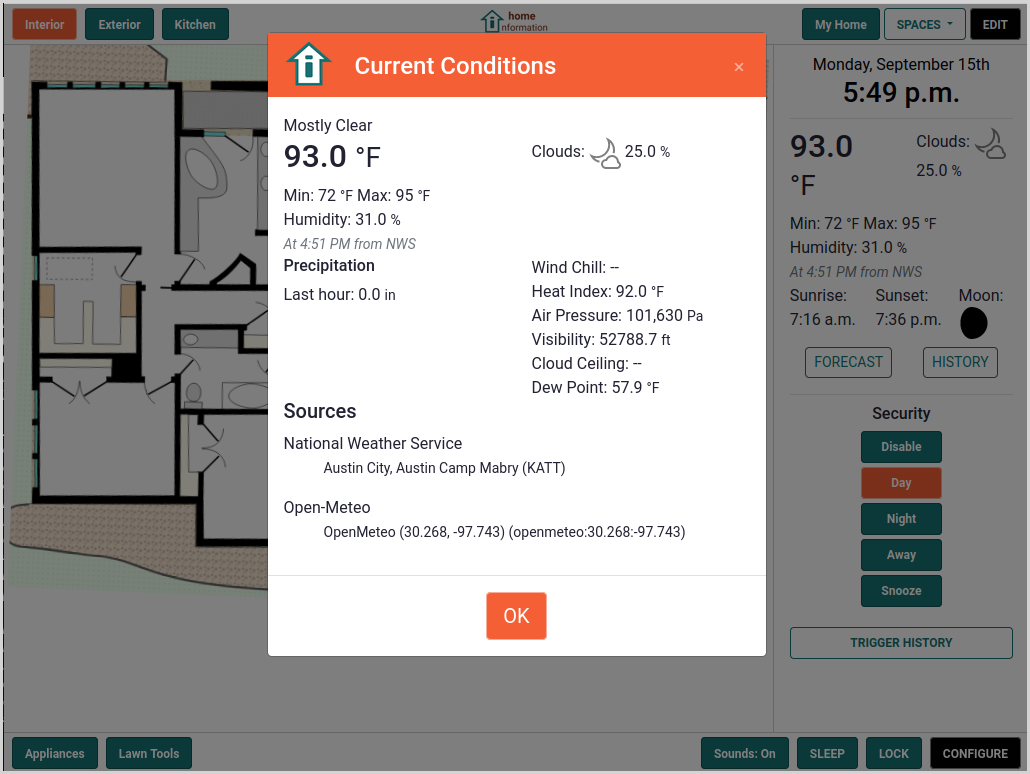 Interior
Exterior
Kitchen
home
nformation
My Home
SPACES
EDIT
Current Conditions
×
Mostly Clear
93.0 °F
Clouds: 25.0 %
Min: 72 °F Max: 95 °F
Humidity: 31.0 %
At 4:51 PM from NWS
Precipitation
Last hour: 0.0 in
Wind Chill: --
Heat Index: 92.0 °F
Air Pressure: 101,630 Pa
Visibility: 52788.7 ft
Cloud Ceiling: --
Dew Point: 57.9 °F
Sources
National Weather Service
Austin City, Austin Camp Mabry (KATT)
Open-Meteo
OpenMeteo (30.268, -97.743) (openmeteo:30.268:-97.743)
OK
Monday, September 15th
5:49 p.m.
93.0
°F
Clouds:
25.0 %
Min: 72 °F Max: 95 °F
Humidity: 31.0 %
At 4:51 PM from NWS
Sunrise: Sunset: Moon:
7:16 a.m. 7:36 p.m.
FORECAST
HISTORY
Security
Disable
Day
Night
Away
Snooze
TRIGGER HISTORY
Appliances
Lawn Tools
Sounds: On
SLEEP
LOCK
CONFIGURE